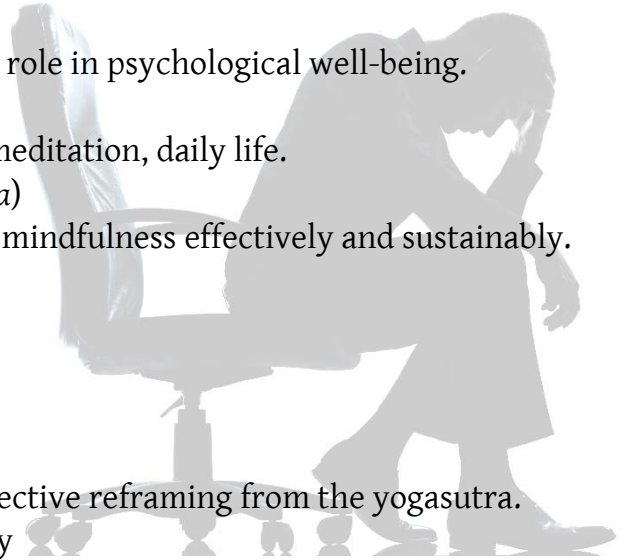 role in psychological well-being.
meditation, daily life.
a)
mindfulness effectively and sustainably.
ective reframing from the yogasutra.
y